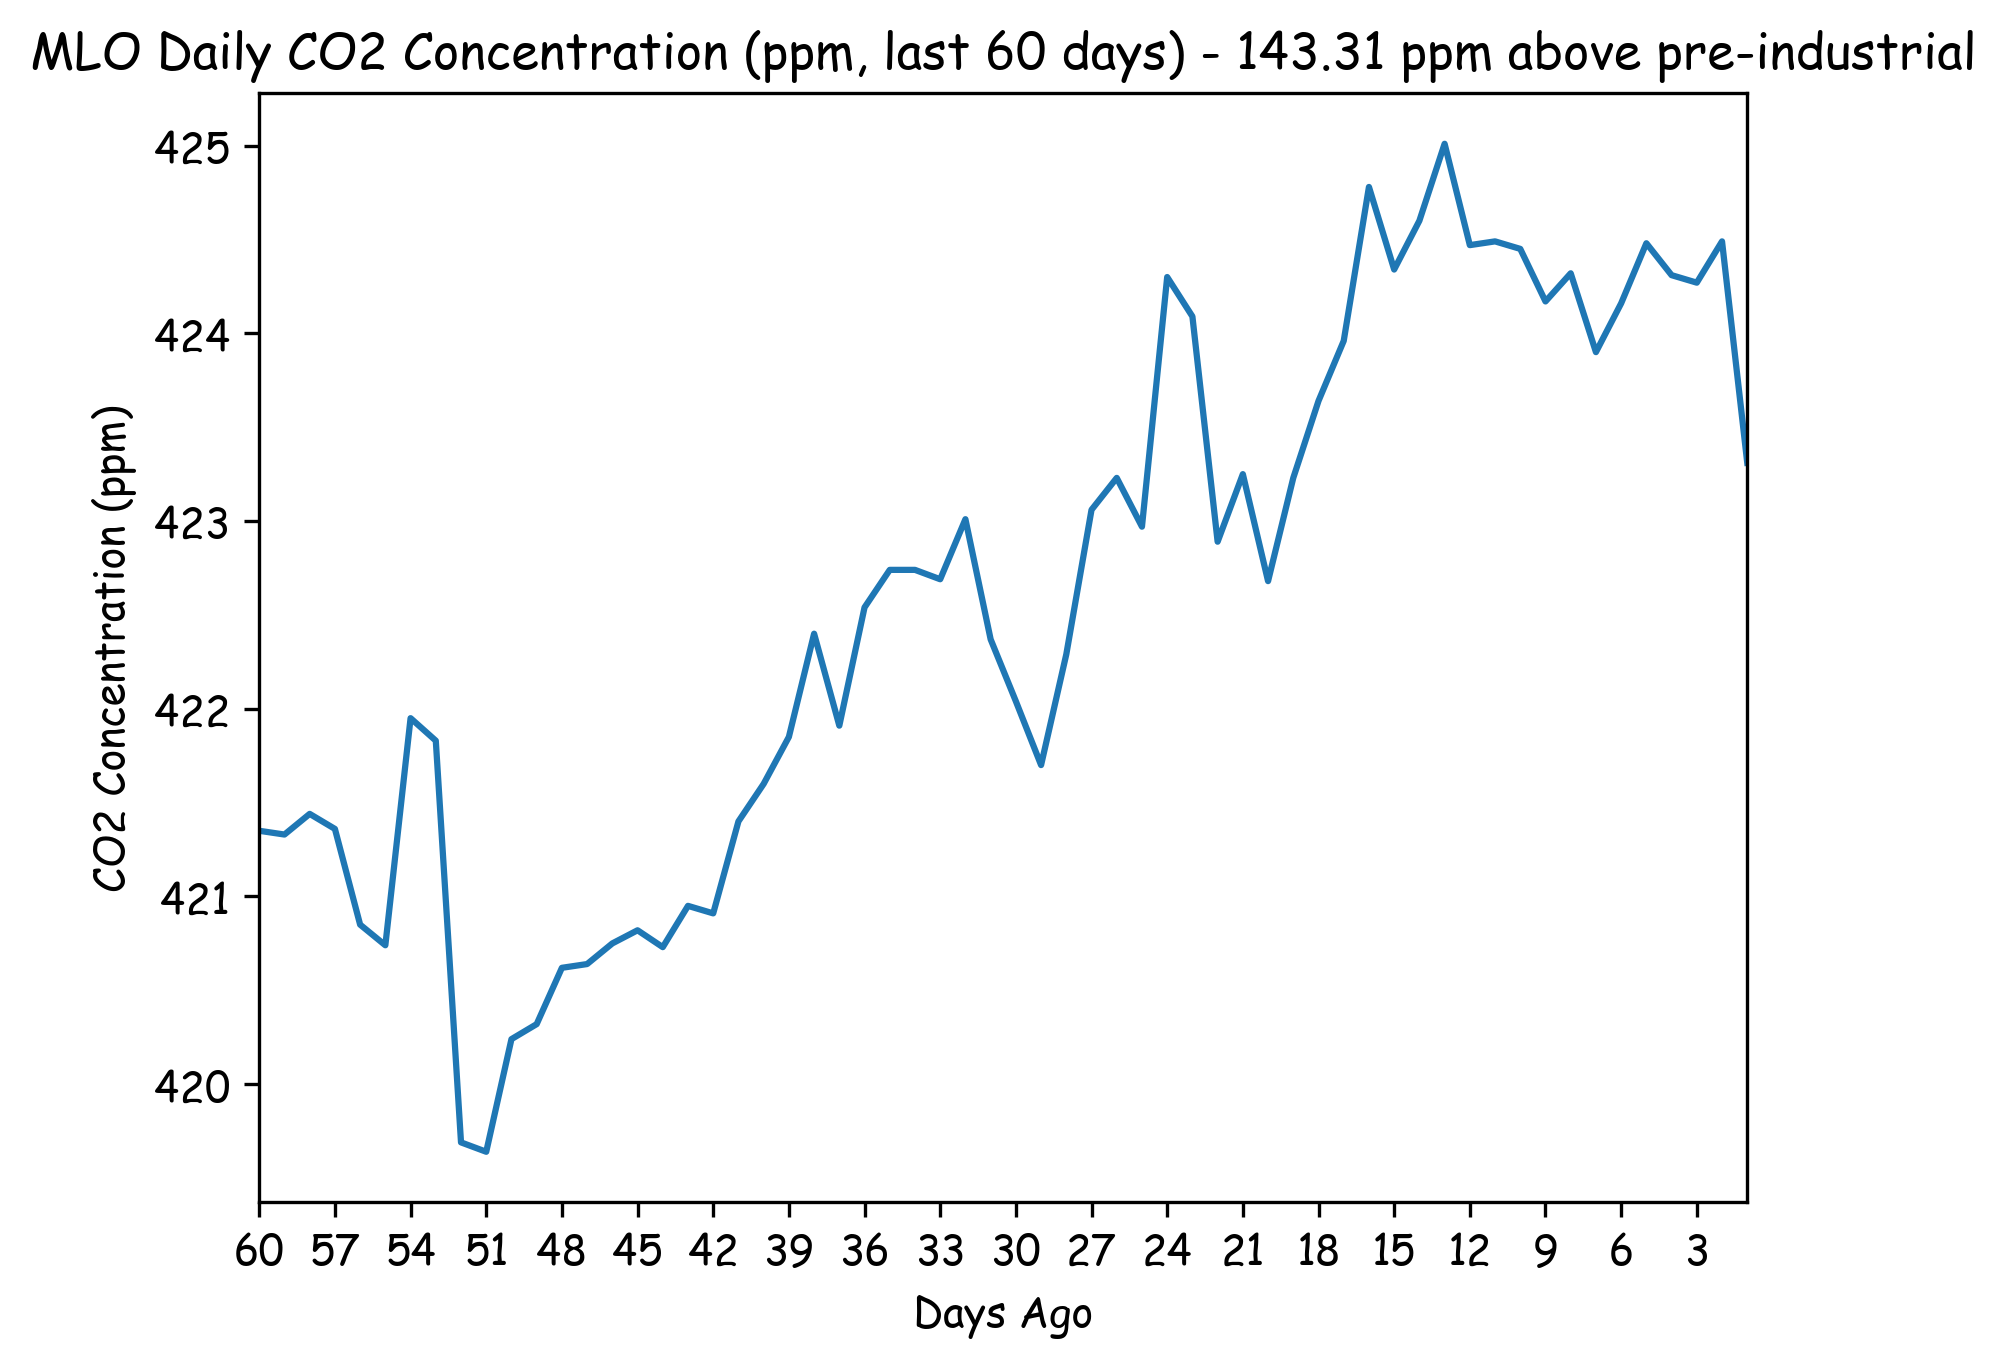 MLO Daily CO2 Concentration (ppm, last 60 days) - 143.31 ppm above pre-industrial
425
424
423
422
421
420
CO2 Concentration (ppm)
60 57 54 51 48 45 42 39 36 33 30 27 24 21 18 15 12 9 6 3
Days Ago